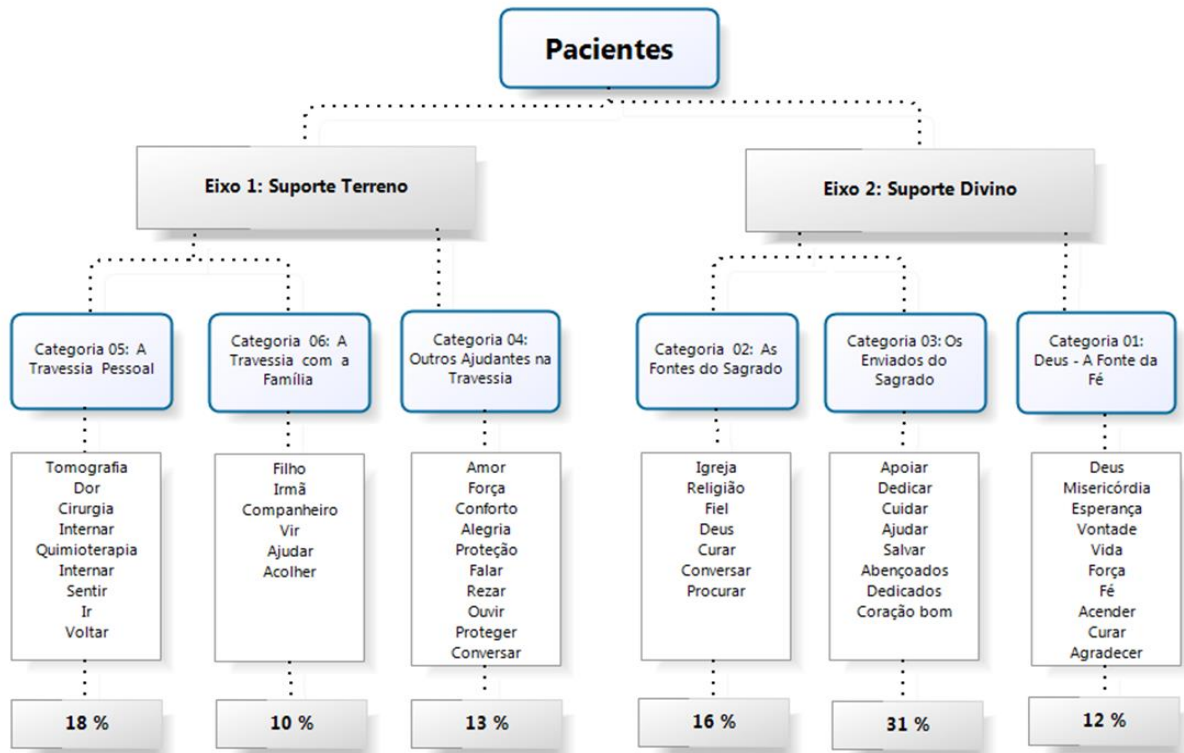 Pacientes
Eixo 1: Suporte Terreno
Eixo 2: Suporte Divino
Categoria 05: A
Travessia Pessoal
Categoria 06: A
Travessia com a
Família
Categoria 04:
Outros Ajudantes na
Travessia
Categoria 02: As
Fontes do Sagrado
Categoria 03: Os
Enviados do
Sagrado
Categoria 01:
Deus - A Fonte da
Fé
Tomografia
Dor
Cirurgia
Internar
Quimioterapia
Internar
Sentir
Ir
Voltar
Filho
Irmã
Companheiro
Vir
Ajudar
Acolher
Amor
Força
Conforto
Alegria
Proteção
Falar
Rezar
Ouvir
Proteger
Conversar
Igreja
Religião
Fiel
Deus
Curar
Conversar
Procurar
Apoiar
Dedicar
Cuidar
Ajudar
Salvar
Abençoados
Dedicados
Coração bom
Deus
Misericórdia
Esperança
Vontade
Vida
Força
Fé
Acender
Curar
Agradecer
18 %
10 %
13 %
16 %
31 %
12 %